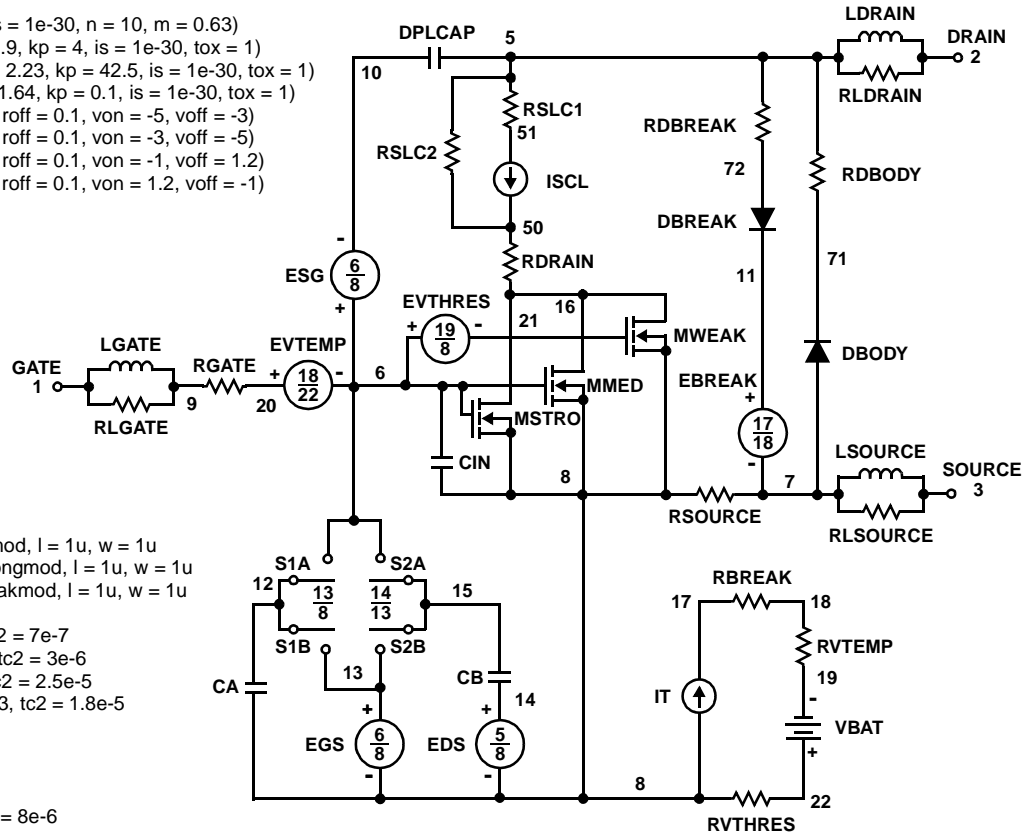 s = 1e-30, n = 10, m = 0.63)
.9, kp = 4, is = 1e-30, tox = 1)
= 2.23, kp = 42.5, is = 1e-30, tox = 1)
1.64, kp = 0.1, is = 1e-30, tox = 1)
roff = 0.1, von = -5, voff = -3)
roff = 0.1, von = -3, voff = -5)
roff = 0.1, von = -1, voff = 1.2)
roff = 0.1, von = 1.2, voff = -1)
DPLCAP
5
10
LDRAIN
DRAIN
2
RLDRAIN
RSLC1
51
RSLC2
ISCL
50
RDBREAK
72
RDBODY
DBREAK
11
71
-
ESG
6
8
+
RDRAIN
16
21
EVTHRES
+
19
8
-
MWEAK
DBODY
LGATE
GATE
1
RLGATE
9
RGATE
20
EVTEMP
+
18
22
-
6
MMED
MSTRO
EBREAK
+
17
18
-
CIN
8
RSOURCE
7
LSOURCE
SOURCE
3
RLSOURCE
mod, l = 1u, w = 1u
ongmod, l = 1u, w = 1u
akmod, l = 1u, w = 1u
2 = 7e-7
tc2 = 3e-6
c2 = 2.5e-5
3, tc2 = 1.8e-5
= 8e-6
S1A
S2A
12
13
8
14
13
15
S1B
S2B
13
CA
CB
14
+
EGS
6
8
-
+
EDS
5
8
-
8
RBREAK
17
18
RVTEMP
19
IT
-
VBAT
+
22
RVTHRES